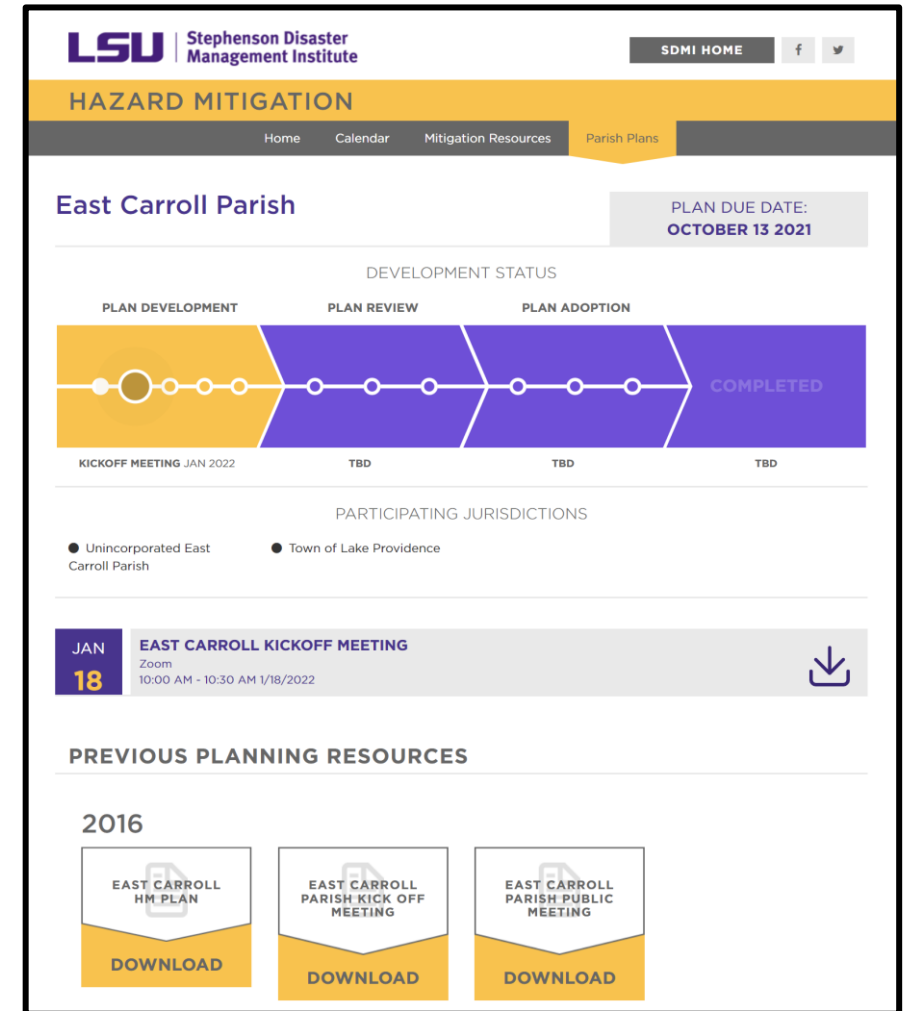 LSU Stephenson Disaster
Management Institute
SDMI HOME
f
HAZARD MITIGATION
Home Calendar Mitigation Resources Parish Plans
East Carroll Parish
PLAN DUE DATE:
OCTOBER 13 2021
DEVELOPMENT STATUS
PLAN DEVELOPMENT PLAN REVIEW PLAN ADOPTION
COMPLETED
KICKOFF MEETING JAN 2022 TBD TBD TBD
PARTICIPATING JURISDICTIONS
● Unincorporated East
Carroll Parish
● Town of Lake Providence
JAN
18
EAST CARROLL KICKOFF MEETING
Zoom
10:00 AM - 10:30 AM 1/18/2022
PREVIOUS PLANNING RESOURCES
2016
EAST CARROLL
HM PLAN
DOWNLOAD
EAST CARROLL
PARISH KICK OFF
MEETING
DOWNLOAD
EAST CARROLL
PARISH PUBLIC
MEETING
DOWNLOAD